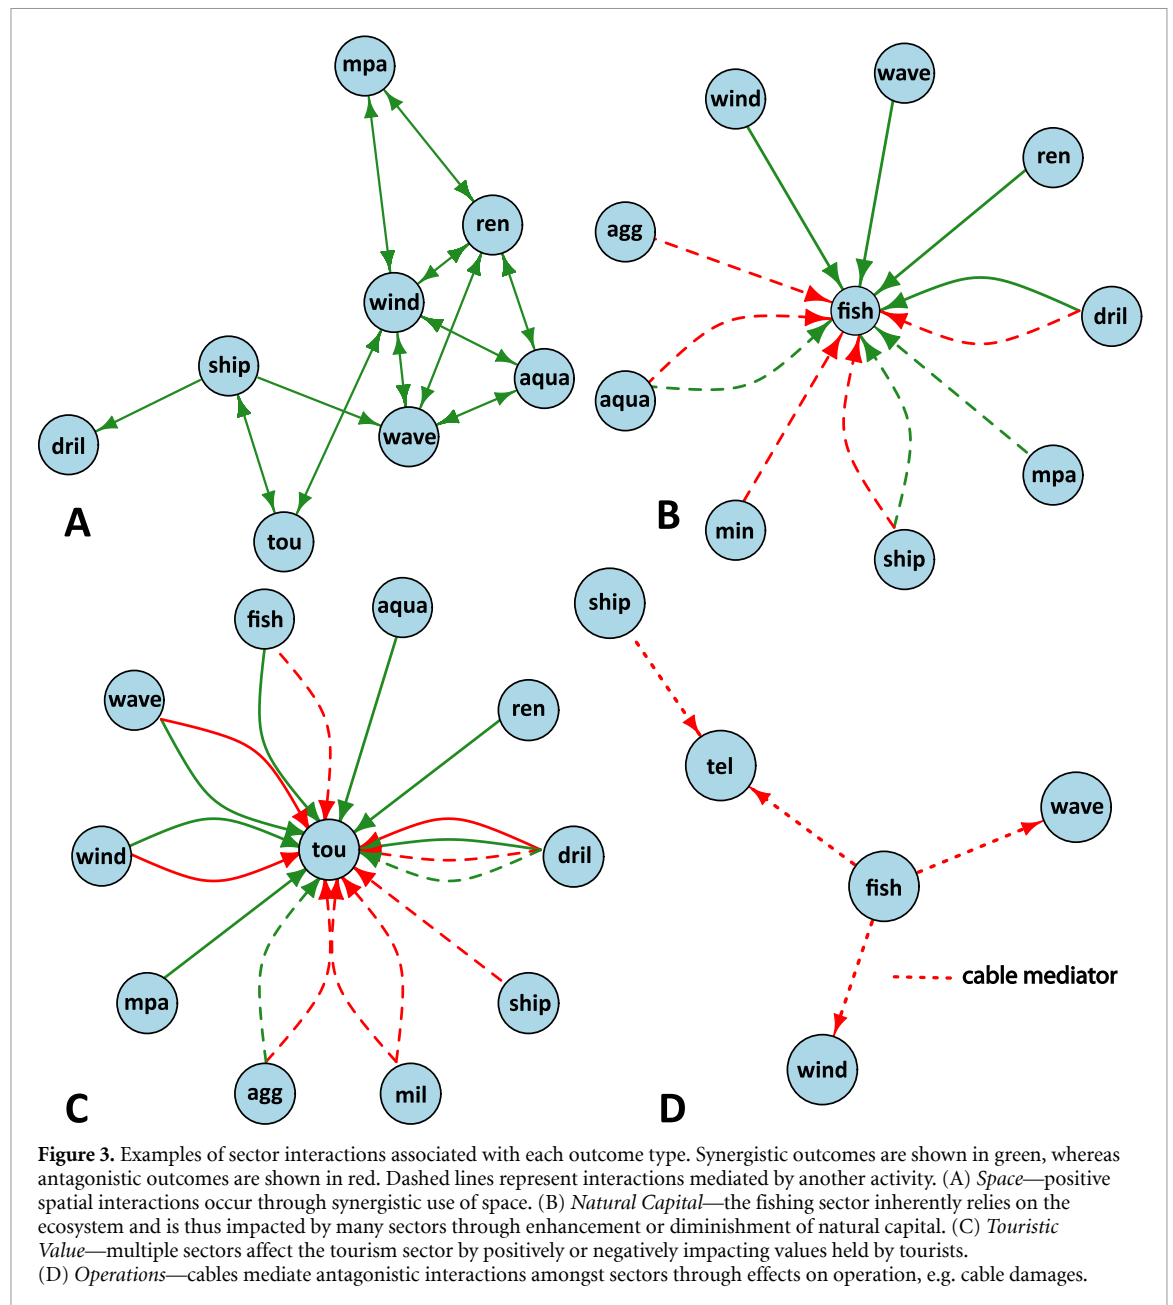 mpa
ren
wind
ship
aqua
dril
wave
tou
A
wave
wind
ren
agg
fish
dril
aqua
mpa
min
ship
B
fish
aqua
wave
ren
wind
tou
dril
mpa
ship
agg
mil
C
ship
tel
wave
fish
cable mediator
wind
D
Figure 3. Examples of sector interactions associated with each outcome type. Synergistic outcomes are shown in green, whereas
antagonistic outcomes are shown in red. Dashed lines represent interactions mediated by another activity. (A) Space—positive
spatial interactions occur through synergistic use of space. (B) Natural Capital—the fishing sector inherently relies on the
ecosystem and is thus impacted by many sectors through enhancement or diminishment of natural capital. (C) Touristic
Value—multiple sectors affect the tourism sector by positively or negatively impacting values held by tourists.
(D) Operations—cables mediate antagonistic interactions amongst sectors through effects on operation, e.g. cable damages.